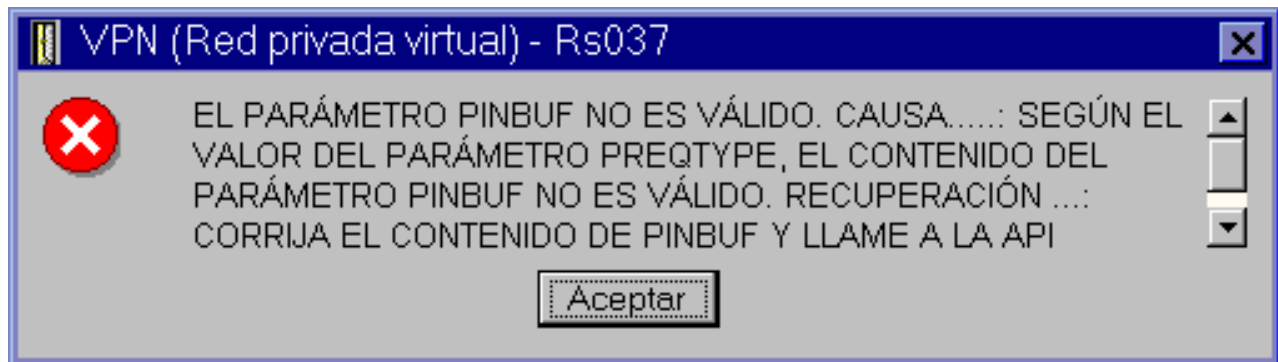 VPN (Red privada virtual) - Rs037
EL PARÁMETRO PINBUF NO ES VÁLIDO. CAUSA.....: SEGÚN EL
VALOR DEL PARÁMETRO PREQTYPE, EL CONTENIDO DEL
PARÁMETRO PINBUF NO ES VÁLIDO. RECUPERACIÓN ...:
CORRIJA EL CONTENIDO DE PINBUF Y LLAME A LA API
Aceptar